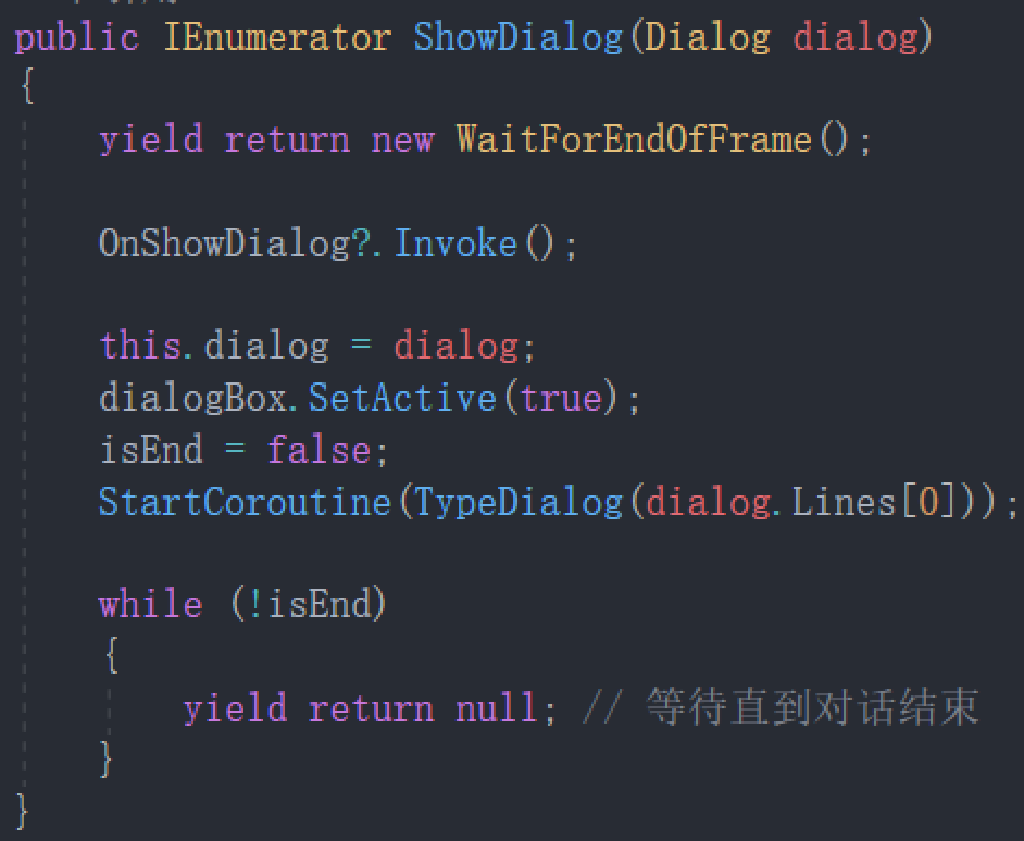 public IEnumerator ShowDialog(Dialog dialog)
{
yield return new WaitForEndOfFrame();
OnShowDialog?.Invoke();
this.dialog = dialog;
dialogBox.SetActive(true);
isEnd = false;
StartCoroutine(TypeDialog(dialog.Lines[0]));
while (!isEnd)
{
yield return null; // 等待直到对话结束
}
}